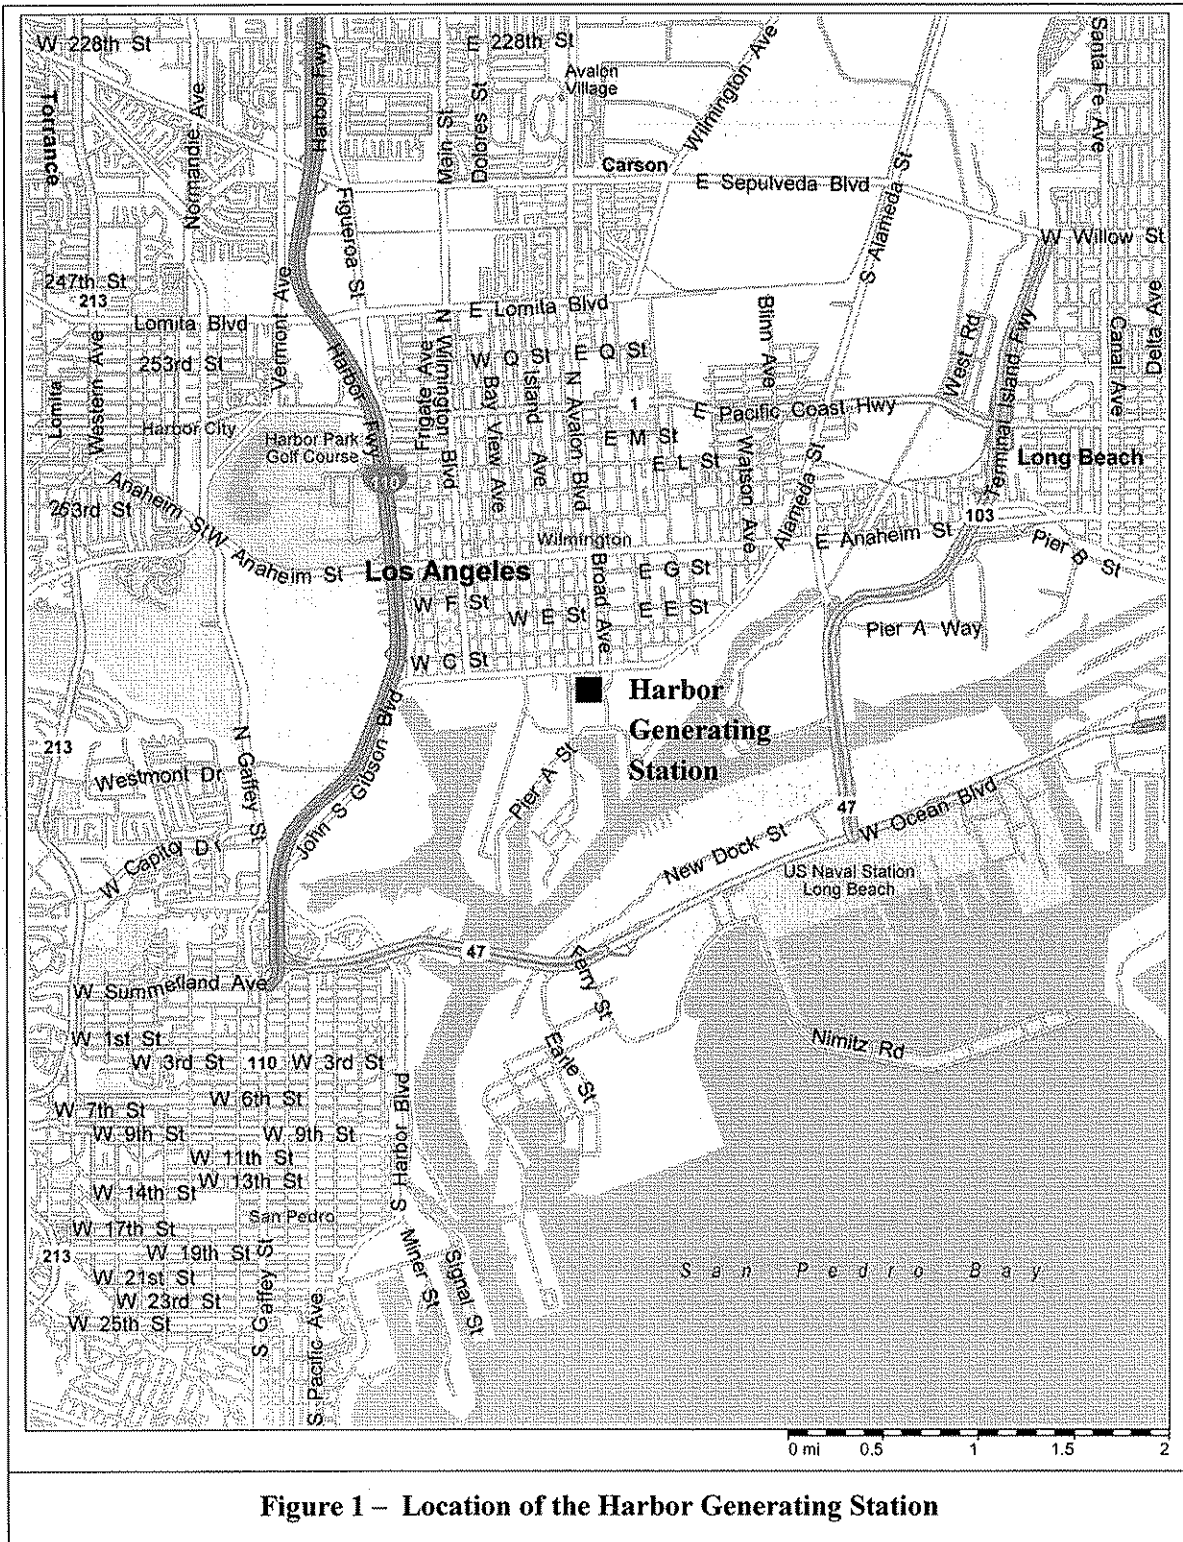 W 228th St
E 228th St
Harbor Fwy
Santa Fe Ave
Avalon
Village
Wilmington Ave
Torrance
Normandie Ave
Main St
Dolores St
Carson
E Sepulveda Blvd
S Alameda St
Figueroa St
W Willow St
247th St
213
Vermont Ave
E Lomita Blvd
Lomita Blvd
N Wilmington Blvd
Blinn Ave
West Rd
Terminal Island Fwy
Canal Ave
Delta Ave
253rd St
Western Ave
Harbor Fwy
Frigate Ave
W Q St
E Q St
Bay View Ave
Island Ave
N Avalon Blvd
Lomita
1
E Pacific Coast Hwy
Harbor City
Harbor Park
Golf Course
E M St
E L St
Watson Ave
Alameda St
Long Beach
Anaheim St
253rd St
W Anaheim St
103
Wilmington
E Anaheim St
Pier B St
Los Angeles
Broad Ave
E G St
W F St
W E St
E E St
Pier A Way
W C St
Harbor
Generating
Station
John S Gibson Blvd
N Gaffey St
213
Westmont Dr
Pier A St
47
W Ocean Blvd
New Dock St
W Capitol Dr
US Naval Station
Long Beach
47
Ferry St
W Summerland Ave
W 1st St
W 3rd St
110
W 3rd St
Earle St
Nimitz Rd
W 6th St
W 7th St
S Harbor Blvd
W 9th St
W 9th St
W 11th St
W 13th St
W 14th St
San Pedro
W 17th St
213
W 19th St
S Gaffey St
Miner St
Signal St
San Pedro Bay
W 21st St
W 23rd St
W 25th St
S Pacific Ave
0 mi 0.5 1 1.5 2
Figure 1 – Location of the Harbor Generating Station